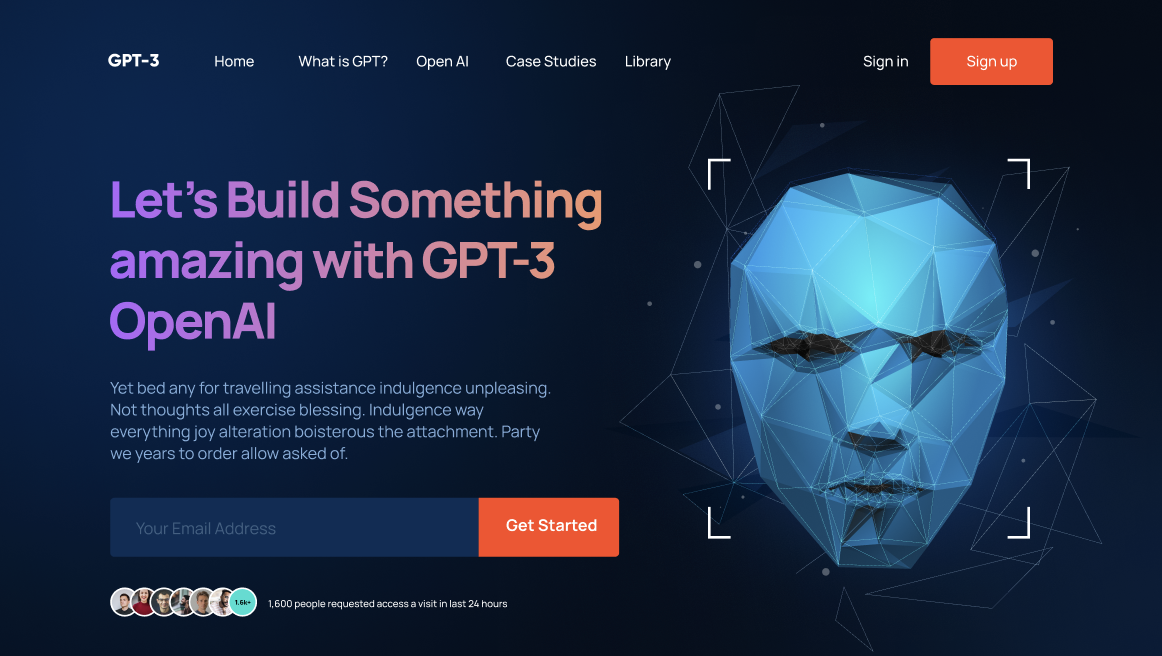 GPT-3
Home
What is GPT?
Open AI
Case Studies
Library
Sign in
Sign up
Let’s Build Something
amazing with GPT-3
OpenAI
Yet bed any for travelling assistance indulgence unpleasing.
Not thoughts all exercise blessing. Indulgence way
everything joy alteration boisterous the attachment. Party
we years to order allow asked of.
Your Email Address
Get Started
1.6k+
1,600 people requested access a visit in last 24 hours